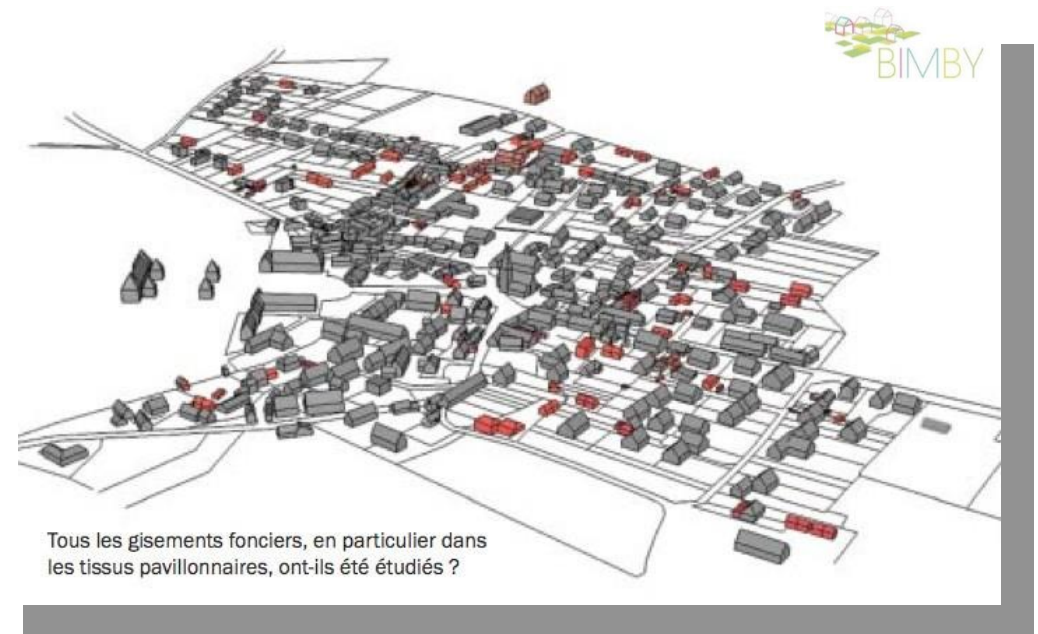 BIMBY
Tous les gisements fonciers, en particulier dans
les tissus pavillonnaires, ont-ils été étudiés ?